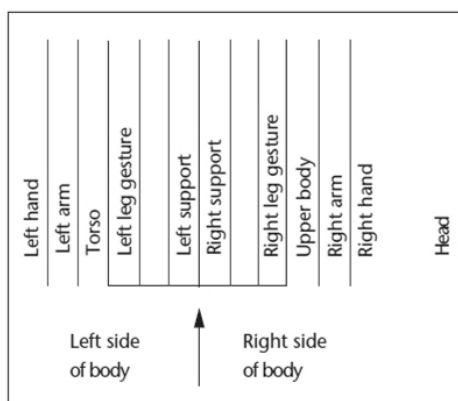 Left hand
Left arm
Torso
Left leg gesture
Left support
Right support
Right leg gesture
Upper body
Right arm
Right hand
Head
Left side
of body
Right side
of body